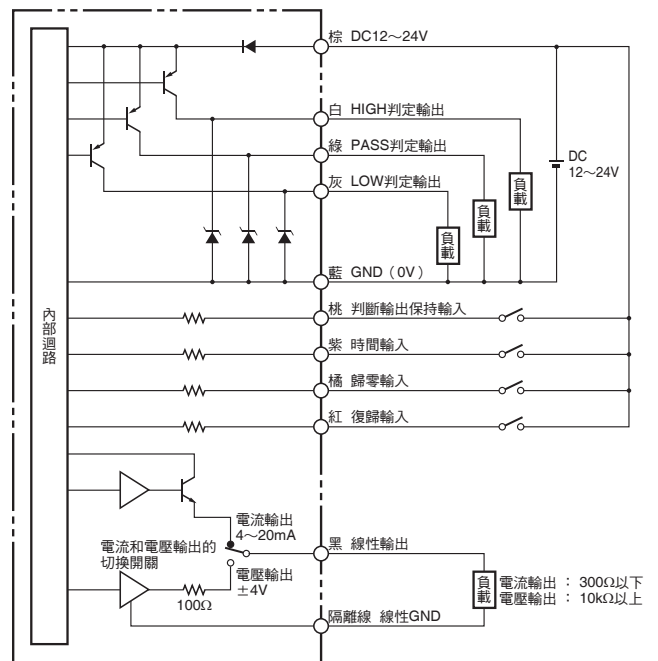 棕 DC12～24V
白 HIGH判定輸出
綠 PASS判定輸出
灰 LOW判定輸出
DC
12～24V
負載
負載
負載
藍 GND（0V）
內部迴路
桃 判斷輸出保持輸入
紫 時間輸入
橘 歸零輸入
紅 復歸輸入
電流輸出
4～20mA
黑 線性輸出
電流和電壓輸出的
切換開關
電壓輸出
±4V
100Ω
負載
電流輸出 ： 300Ω以下
電壓輸出 ： 10kΩ以上
隔離線 線性GND